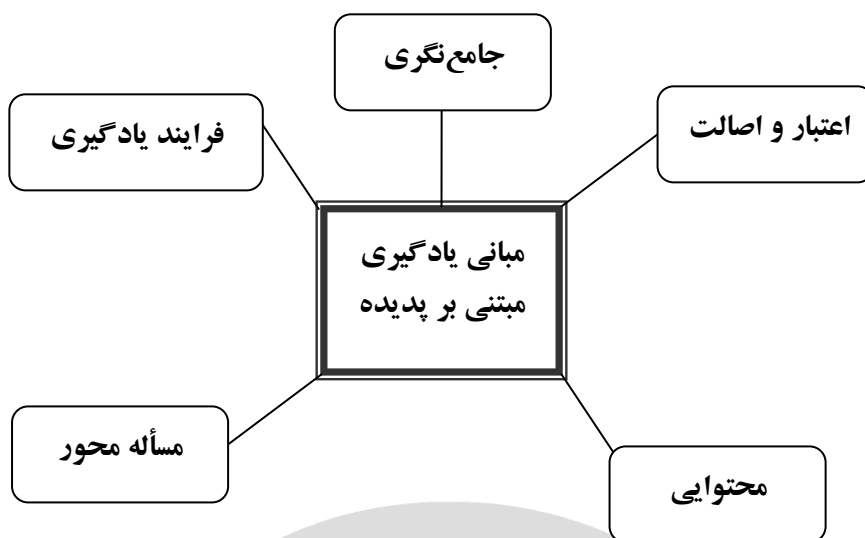 جامع‌نگری
اعتبار و اصالت
فرایند یادگیری
مبانی یادگیری
مبتنی بر پدیده
مسأله محور
محتوایی